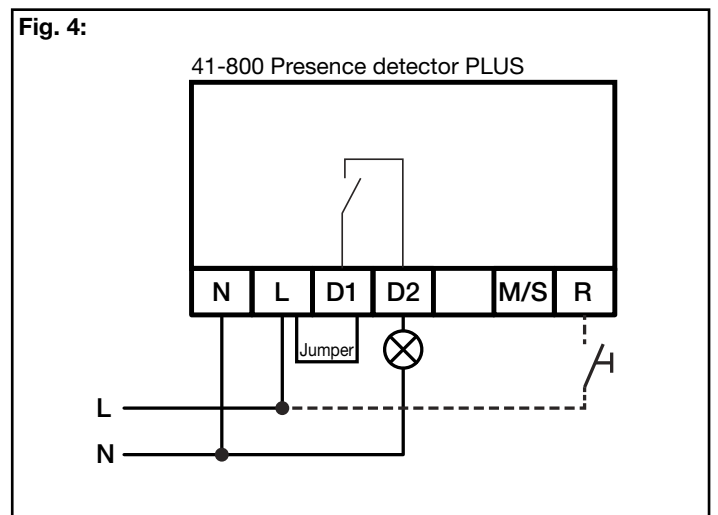 Fig. 4:
41-800 Presence detector PLUS
N L D1 D2 M/S R
Jumper
L
N